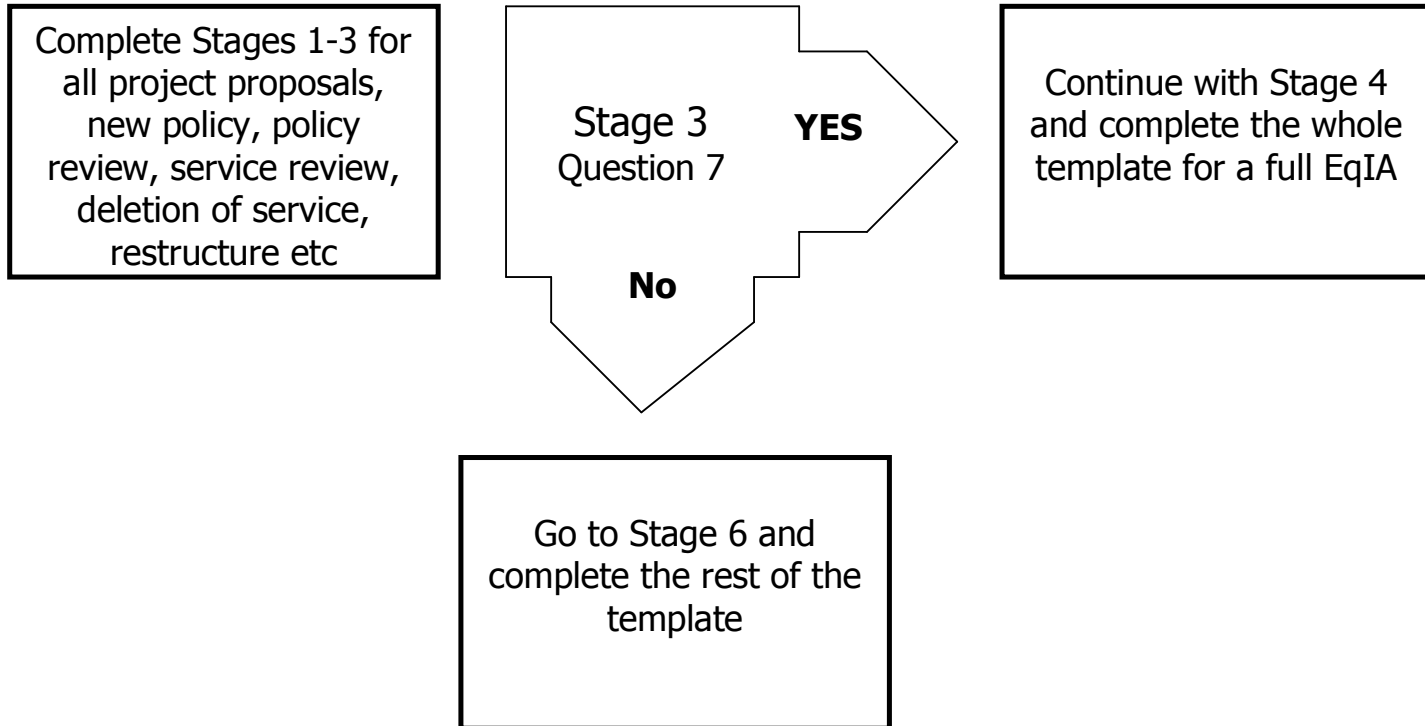 Complete Stages 1-3 for
all project proposals,
new policy, policy
review, service review,
deletion of service,
restructure etc
Stage 3
Question 7
YES
No
Continue with Stage 4
and complete the whole
template for a full EqIA
Go to Stage 6 and
complete the rest of the
template